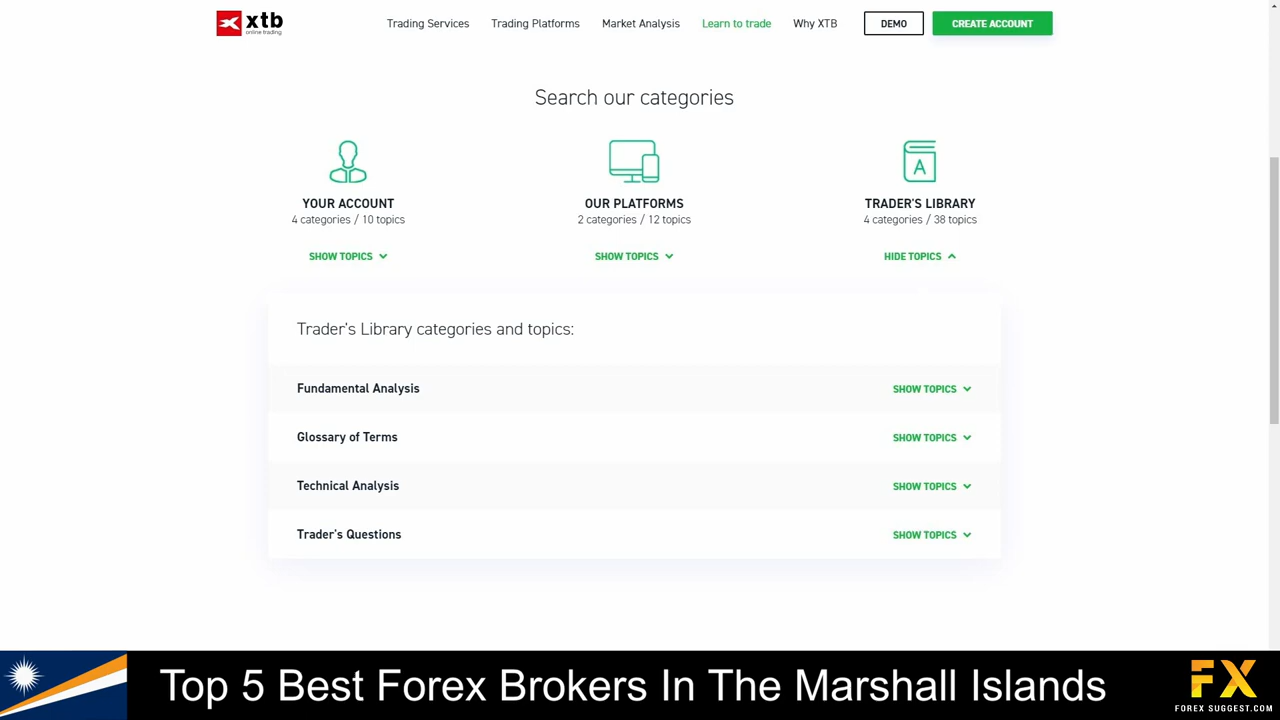 xtb
online trading
Trading Services
Trading Platforms
Market Analysis
Learn to trade
Why XTB
DEMO
CREATE ACCOUNT
Search our categories
A
YOUR ACCOUNT
4 categories / 10 topics
SHOW TOPICS
OUR PLATFORMS
2 categories / 12 topics
SHOW TOPICS
TRADER'S LIBRARY
4 categories / 38 topics
HIDE TOPICS
Trader's Library categories and topics:
Fundamental Analysis
SHOW TOPICS
Glossary of Terms
SHOW TOPICS
Technical Analysis
SHOW TOPICS
Trader's Questions
SHOW TOPICS
Top 5 Best Forex Brokers In The Marshall Islands
FX
FOREX SUGGEST.COM